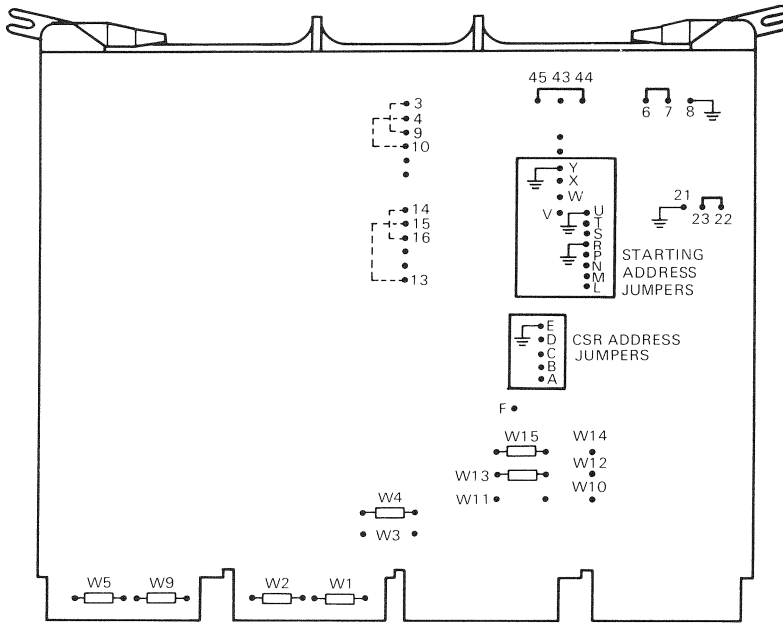 45 43 44
3
4
9
10
6 7 8
Y
X
W
V U
T
S
R
P
N
M
L
21
23 22
14
15
16
13
STARTING
ADDRESS
JUMPERS
E
D
C
B
A
CSR ADDRESS
JUMPERS
F
W15 W14
W12
W13
W10
W11
W4
W3
W5 W9 W2 W1